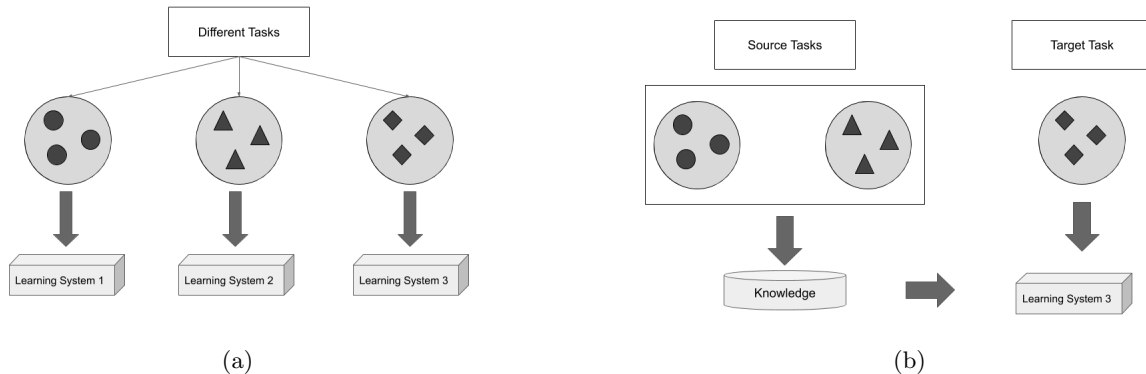 Different Tasks
Learning System 1
Learning System 2
Learning System 3
(a)
Source Tasks
Target Task
Knowledge
Learning System 3
(b)